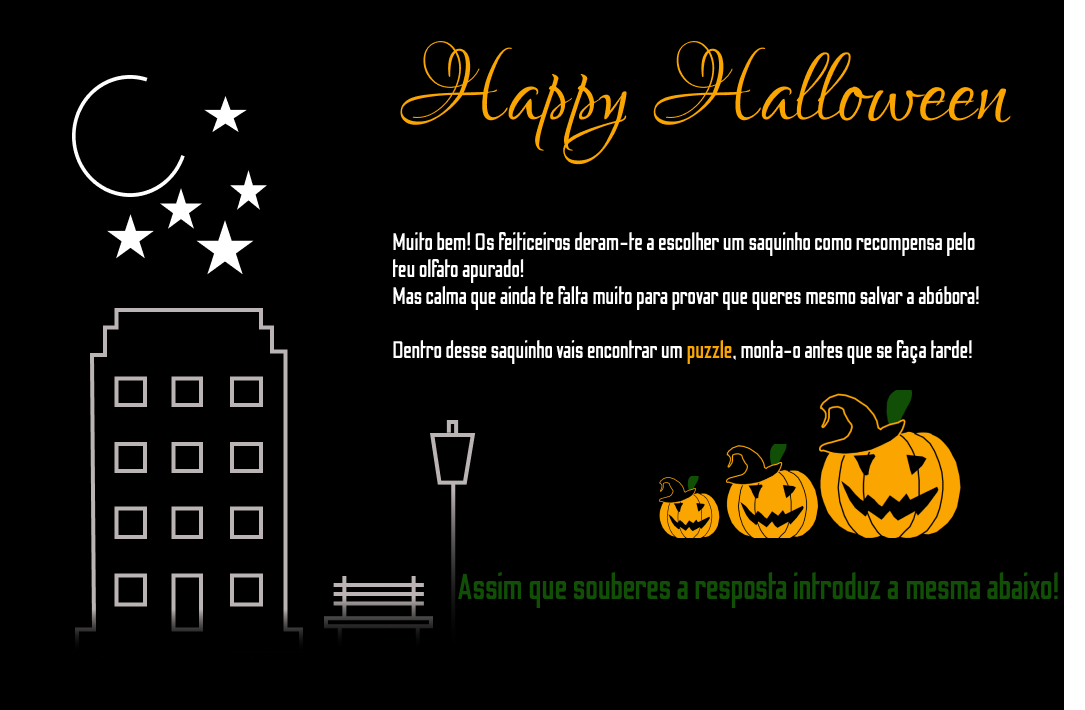 Happy Halloween
Muito bem! Os feiticeiros deram-te a escolher um saquinho como recompensa pelo
teu olfato apurado!
Mas calma que ainda te falta muito para provar que queres mesmo salvar a abóbora!
Dentro desse saquinho vais encontrar um puzzle, monta-o antes que se faça tarde!
Assim que souberes a resposta introduz a mesma abaixo!